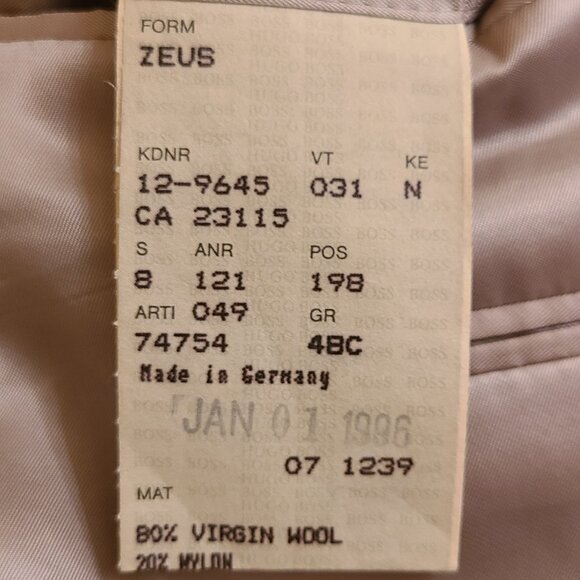 FORM
ZEUS
KDNR VT KE
12-9645 031 N
CA 23115
S ANR POS
8 121 198
ARTI 049 GR
74754 48C
Made in Germany
JAN 01 1996
07 1239
MAT
80% VIRGIN WOOL
20% NYLON